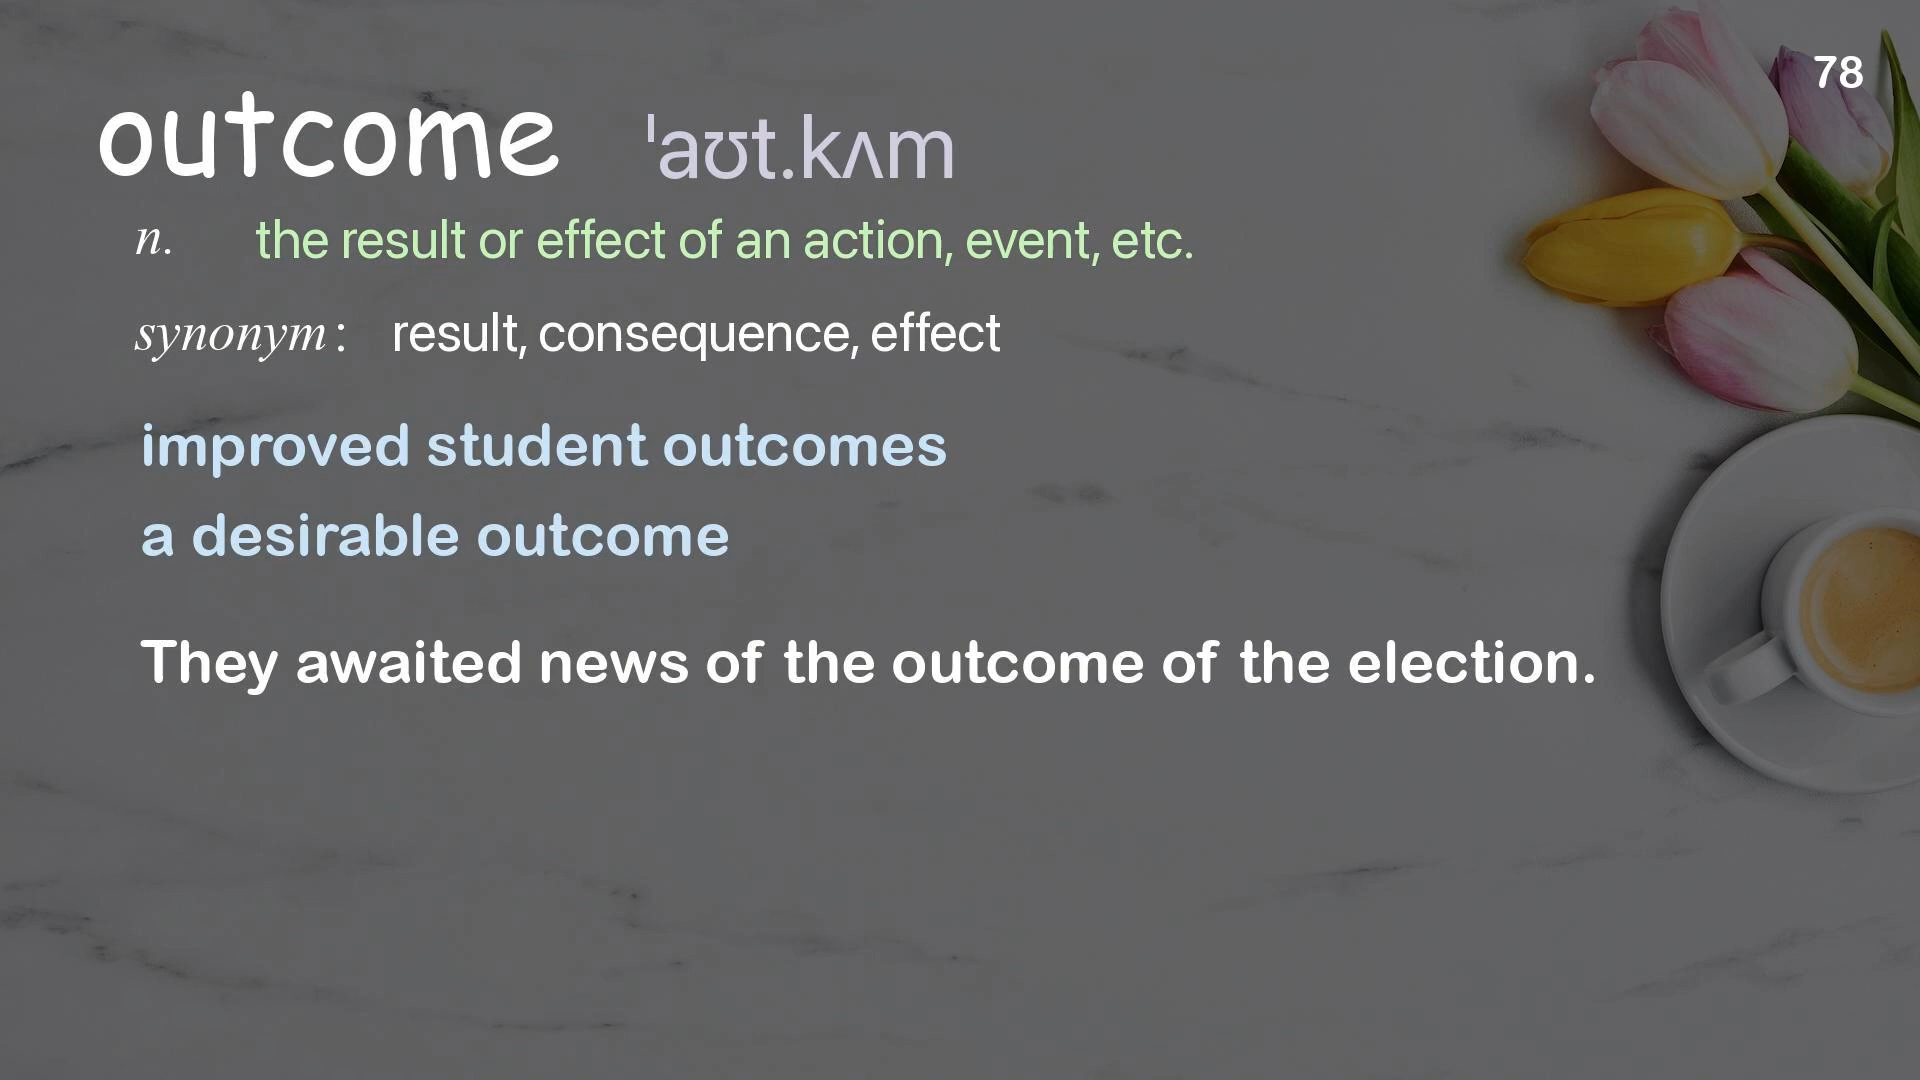 78
outcome ˈaʊt.kʌm
n. the result or effect of an action, event, etc.
synonym: result, consequence, effect
improved student outcomes
a desirable outcome
They awaited news of the outcome of the election.